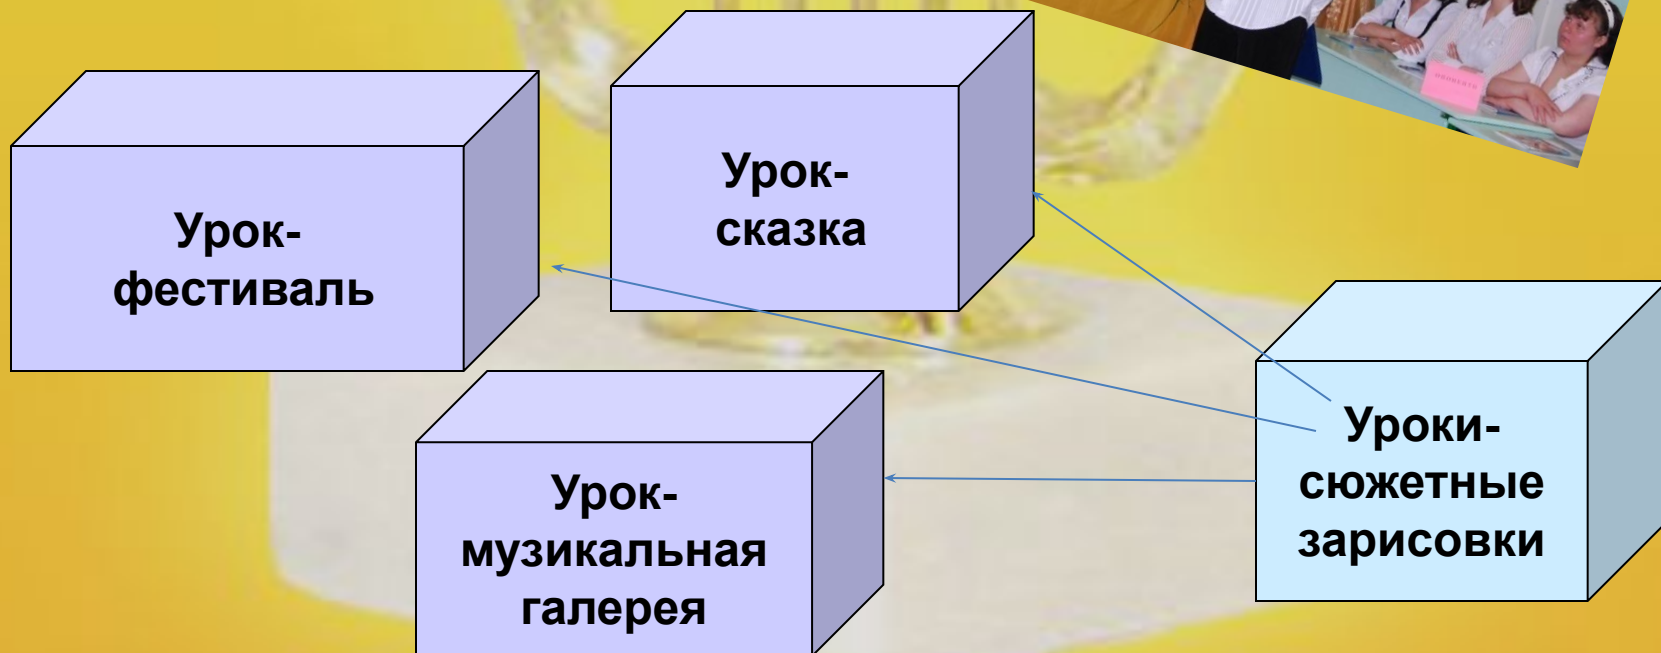 Урок-
сказка
Урок-
фестиваль
Уроки-
сюжетные
зарисовки
Урок-
музикальная
галерея